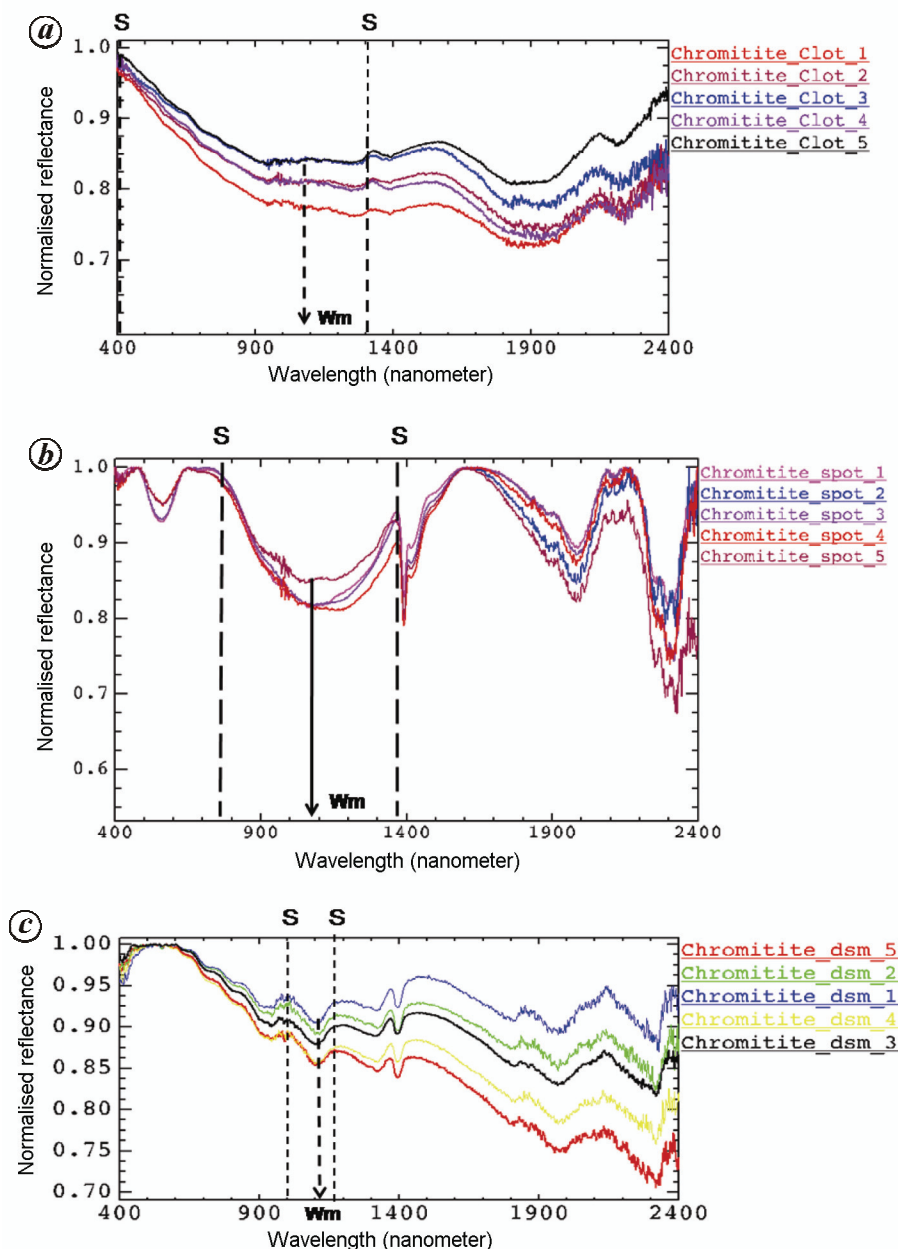 a
S S
1.0
0.9
0.8
0.7
Normalised reflectance
Chromitite_Clot_1
Chromitite_Clot_2
Chromitite_Clot_3
Chromitite_Clot_4
Chromitite_Clot_5
Wm
400 900 1400 1900 2400
Wavelength (nanometer)
b
S S
1.0
0.9
0.8
0.7
0.6
Normalised reflectance
Chromitite_spot_1
Chromitite_spot_2
Chromitite_spot_3
Chromitite_spot_4
Chromitite_spot_5
Wm
400 900 1400 1900 2400
Wavelength (nanometer)
c
S S
1.00
0.95
0.90
0.85
0.80
0.75
0.70
Normalised reflectance
Chromitite_dsm_5
Chromitite_dsm_2
Chromitite_dsm_1
Chromitite_dsm_4
Chromitite_dsm_3
Wm
400 900 1400 1900 2400
Wavelength (nanometer)